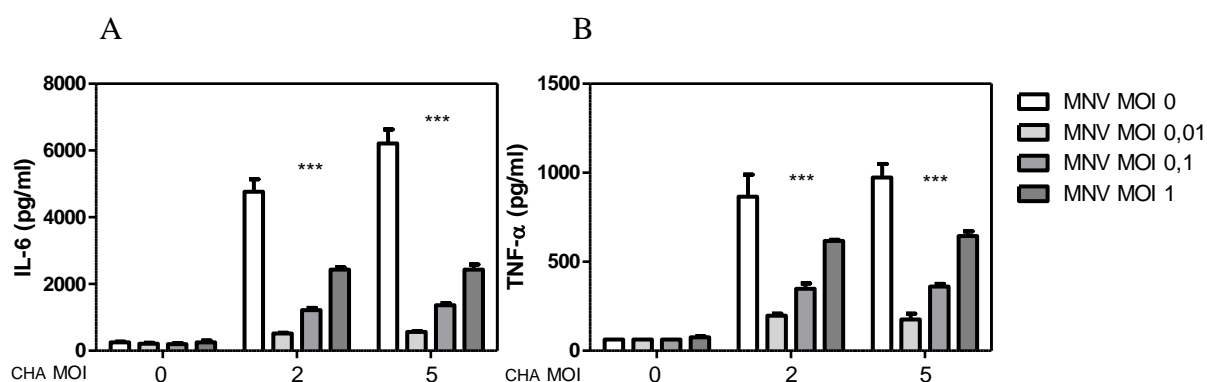 A
B
IL-6 (pg/ml)
8000
6000
4000
2000
0
***
***
CHA MOI
0
2
5
TNF-α (pg/ml)
1500
1000
500
0
***
***
CHA MOI
0
2
5
MNV MOI 0
MNV MOI 0,01
MNV MOI 0,1
MNV MOI 1